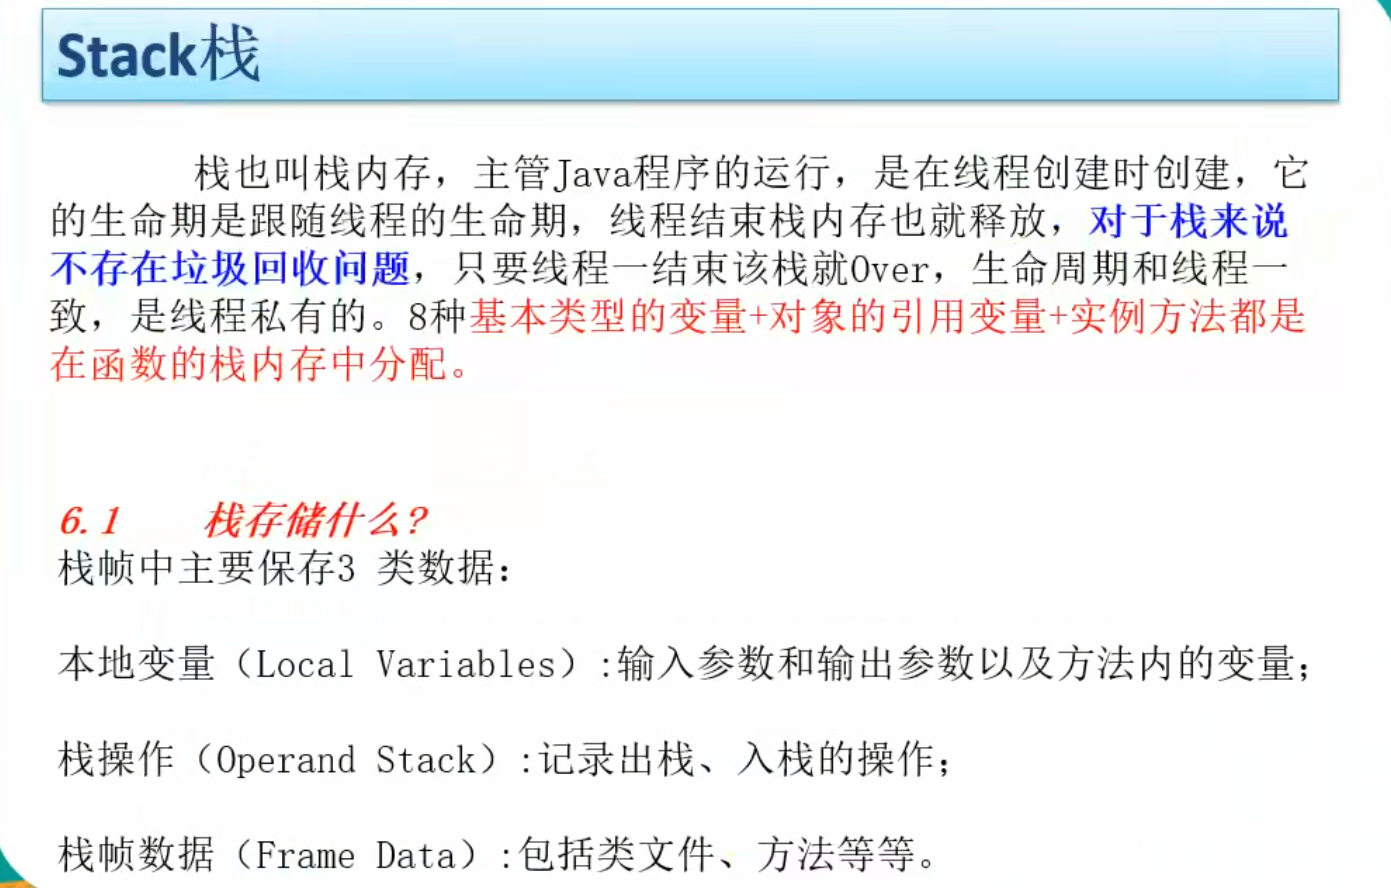 Stack栈
栈也叫栈内存，主管Java程序的运行，是在线程创建时创建，它
的生命期是跟随线程的生命期，线程结束栈内存也就释放，对于栈来说
不存在垃圾回收问题，只要线程一结束该栈就Over，生命周期和线程一
致，是线程私有的。8种基本类型的变量+对象的引用变量+实例方法都是
在函数的栈内存中分配。
6.1 栈存储什么?
栈帧中主要保存3 类数据：
本地变量（Local Variables）:输入参数和输出参数以及方法内的变量；
栈操作（Operand Stack）:记录出栈、入栈的操作；
栈帧数据（Frame Data）:包括类文件、方法等等。